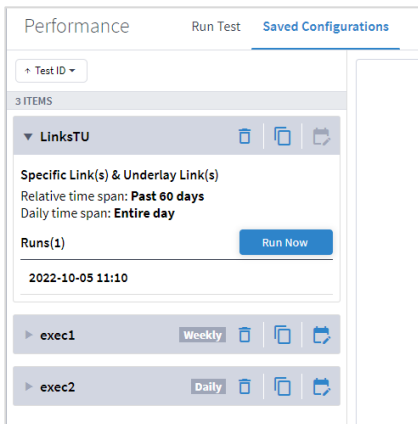 Performance Run Test Saved Configurations
↑ Test ID ▾
3 ITEMS
LinksTU
Specific Link(s) & Underlay Link(s)
Relative time span: Past 60 days
Daily time span: Entire day
Runs(1) Run Now
2022-10-05 11:10
exec1 Weekly
exec2 Daily